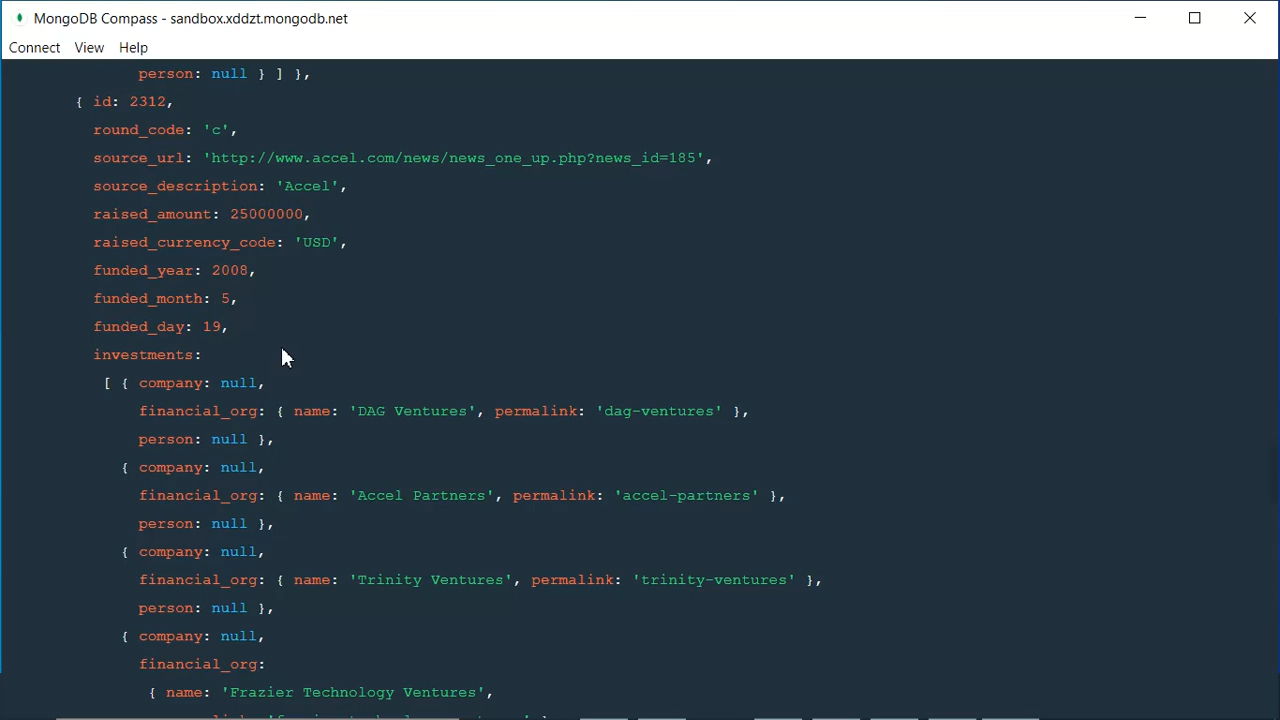 MongoDB Compass - sandbox.xddzt.mongodb.net
Connect View Help
person: null } ] },
{ id: 2312,
round_code: 'c',
source_url: 'http://www.accel.com/news/news_one_up.php?news_id=185',
source_description: 'Accel',
raised_amount: 25000000,
raised_currency_code: 'USD',
funded_year: 2008,
funded_month: 5,
funded_day: 19,
investments:
[ { company: null,
financial_org: { name: 'DAG Ventures', permalink: 'dag-ventures' },
person: null },
{ company: null,
financial_org: { name: 'Accel Partners', permalink: 'accel-partners' },
person: null },
{ company: null,
financial_org: { name: 'Trinity Ventures', permalink: 'trinity-ventures' },
person: null },
{ company: null,
financial_org:
{ name: 'Frazier Technology Ventures',